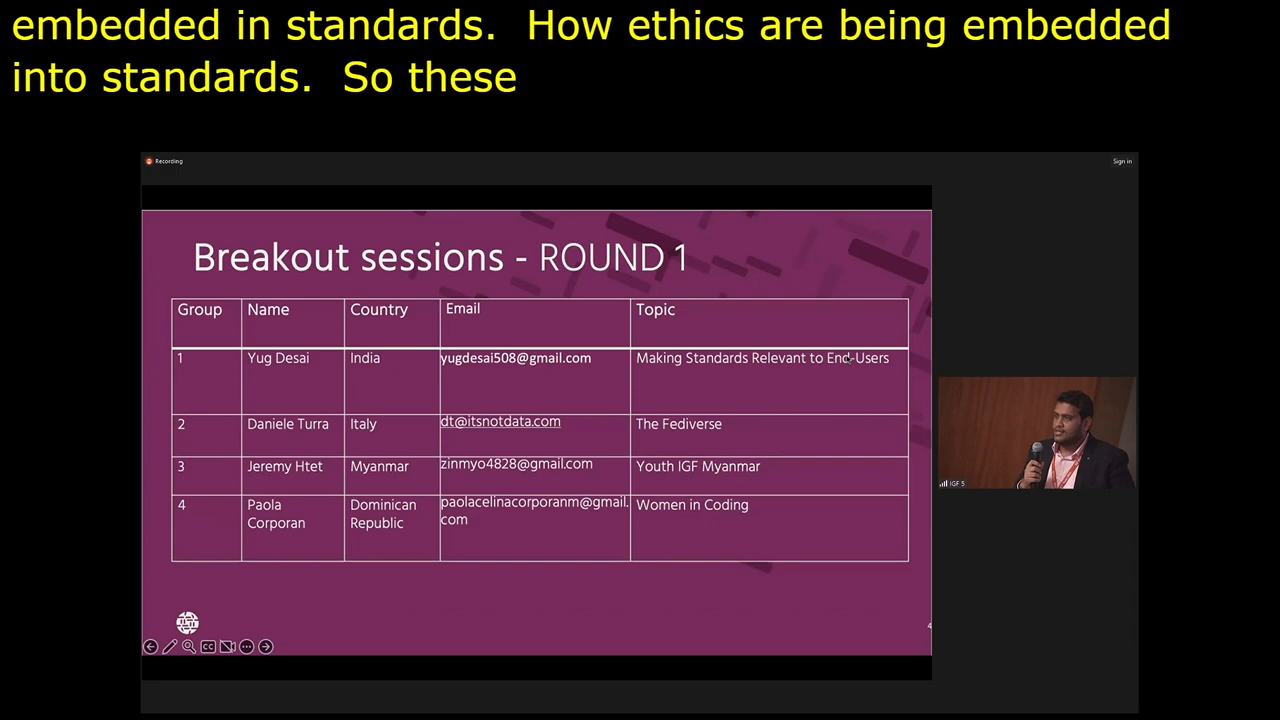 embedded in standards.  How ethics are being embedded
into standards.  So these
Recording
Sign in
Breakout sessions - ROUND 1
Group Name Country Email Topic
1 Yug Desai India yugdesai508@gmail.com Making Standards Relevant to End-Users
2 Daniele Turra Italy dt@itsnotdata.com The Fediverse
3 Jeremy Htet Myanmar zinmyo4828@gmail.com Youth IGF Myanmar
4 Paola Dominican paolacelinacorporanm@gmail. Women in Coding
Corporan Republic com
IGF 5
4
CC